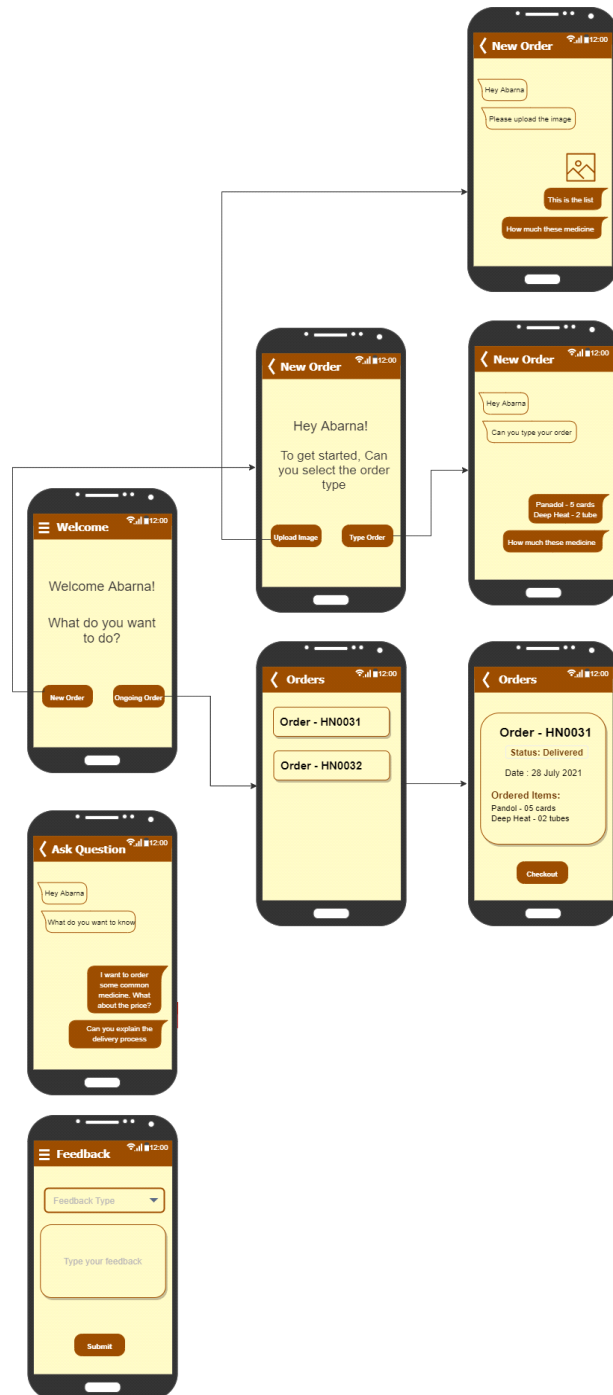 12:00
New Order
Hey Abarna
Please upload the image
This is the list
How much these medicine
12:00
New Order
Hey Abarna!
To get started, Can
you select the order
type
Upload Image
Type Order
12:00
New Order
Hey Abarna
Can you type your order
Panadol - 5 cards
Deep Heat - 2 tube
How much these medicine
12:00
Welcome
Welcome Abarna!
What do you want
to do?
New Order
Ongoing Order
12:00
Orders
Order - HN0031
Order - HN0032
12:00
Orders
Order - HN0031
Status: Delivered
Date : 28 July 2021
Ordered Items:
Pandol - 05 cards
Deep Heat - 02 tubes
Checkout
12:00
Ask Question
Hey Abarna
What do you want to know
I want to order
some common
medicine. What
about the price?
Can you explain the
delivery process
12:00
Feedback
Feedback Type
Type your feedback
Submit